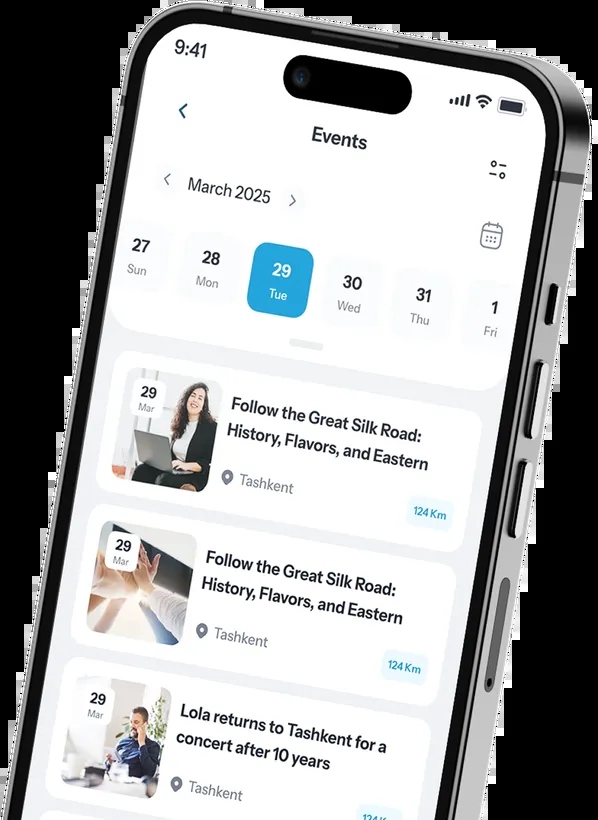 9:41
Events
March 2025
27
Sun
28
Mon
29
Tue
30
Wed
31
Thu
1
Fri
29
Mar
Follow the Great Silk Road:
History, Flavors, and Eastern
Tashkent
124 Km
29
Mar
Follow the Great Silk Road:
History, Flavors, and Eastern
Tashkent
124 Km
29
Mar
Lola returns to Tashkent for a
concert after 10 years
Tashkent